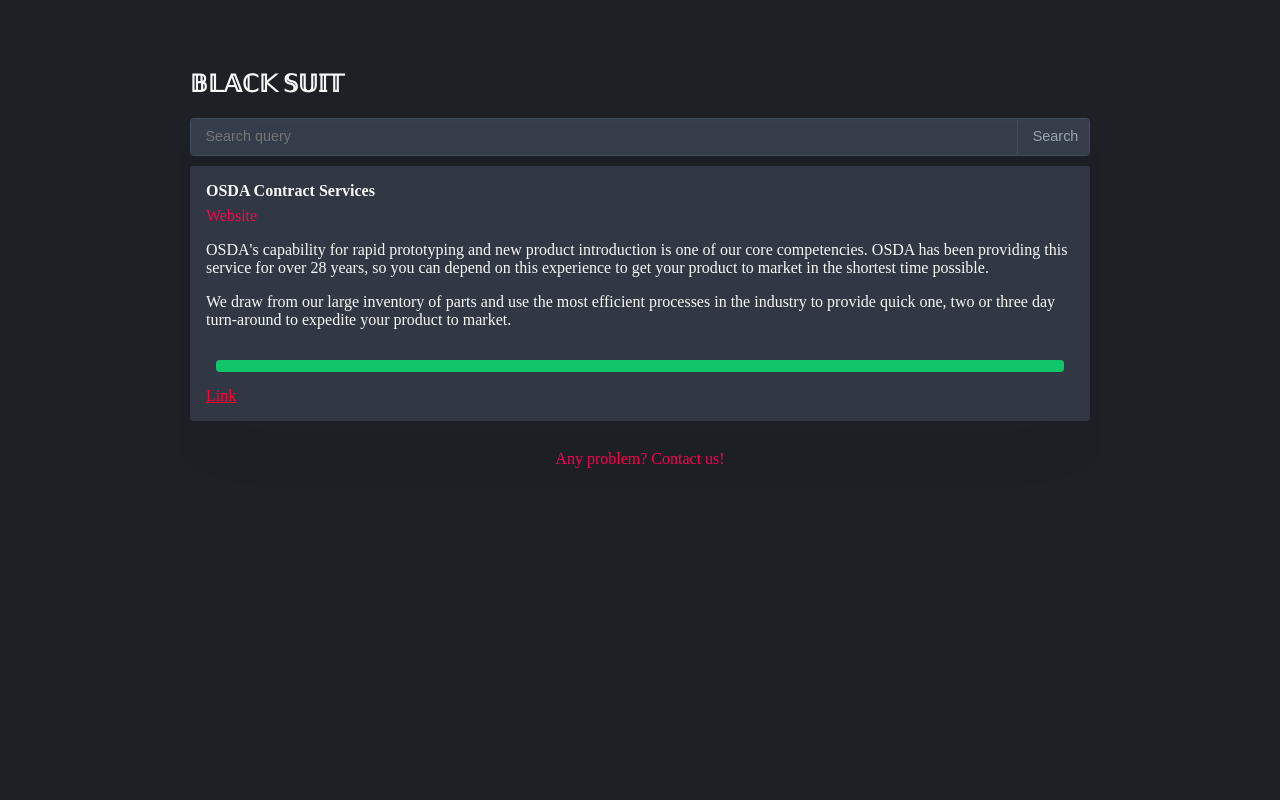 𝔹𝕃𝔸ℂ𝕂 𝕊𝕌𝕀𝕋
Search query
Search
OSDA Contract Services
Website
OSDA's capability for rapid prototyping and new product introduction is one of our core competencies. OSDA has been providing this
service for over 28 years, so you can depend on this experience to get your product to market in the shortest time possible.
We draw from our large inventory of parts and use the most efficient processes in the industry to provide quick one, two or three day
turn-around to expedite your product to market.
Link
Any problem? Contact us!